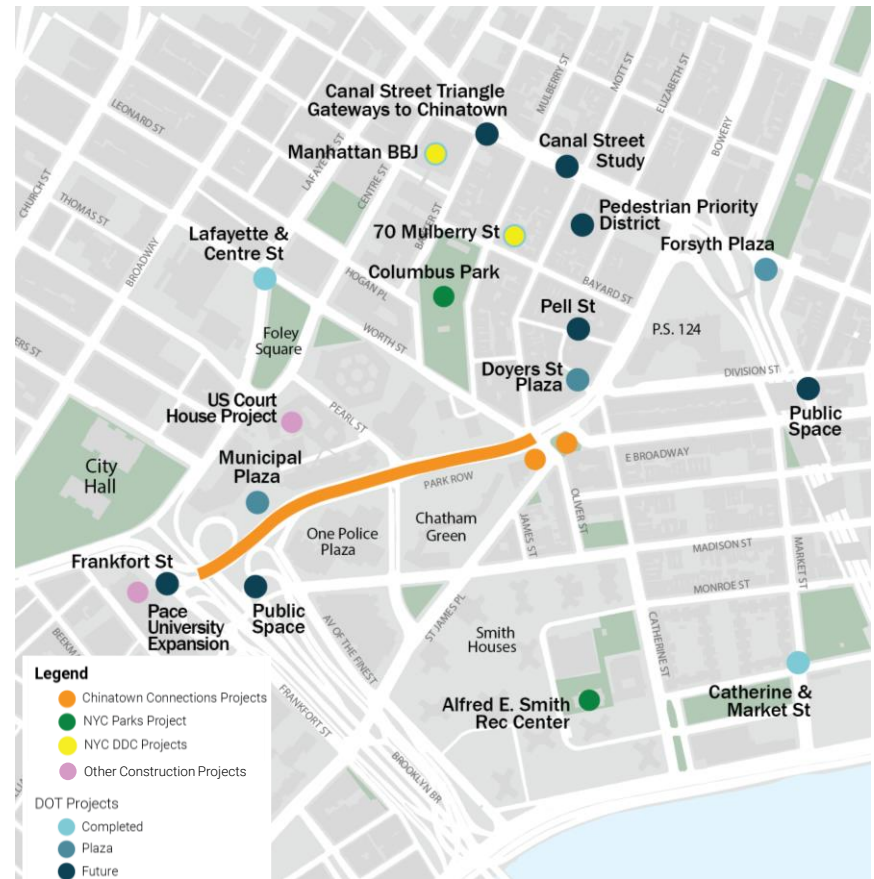 Canal Street Triangle
Gateways to Chinatown
MULBERRY ST
MOTT ST
ELIZABETH ST
LEONARD ST
LAFAYETTE ST
Manhattan BBJ
Canal Street
Study
BOWERY
CENTRE ST
CHURCH ST
THOMAS ST
BROADWAY
Lafayette &
Centre St
70 Mulberry St
BAXTER ST
Pedestrian Priority
District
Forsyth Plaza
HOGAN PL
Columbus Park
BAYARD ST
Pell St
P.S. 124
Foley
Square
WORTH ST
ERS ST
Doyers St
Plaza
DIVISION ST
US Court
House Project
PEARL ST
Public
Space
City
Hall
Municipal
Plaza
PARK ROW
E BROADWAY
OLIVER ST
Chatham
Green
JAMES ST
One Police
Plaza
MADISON ST
MARKET ST
Frankfort St
MONROE ST
Public
Space
Pace
University
Expansion
ST JAMES PL
AV. OF THE FINEST
Smith
Houses
CATHERINE ST
BEEKM
FRANKFORT ST
Alfred E. Smith
Rec Center
Catherine &
Market St
BROOKLYN BR
Legend
Chinatown Connections Projects
NYC Parks Project
NYC DDC Projects
Other Construction Projects
DOT Projects
Completed
Plaza
Future